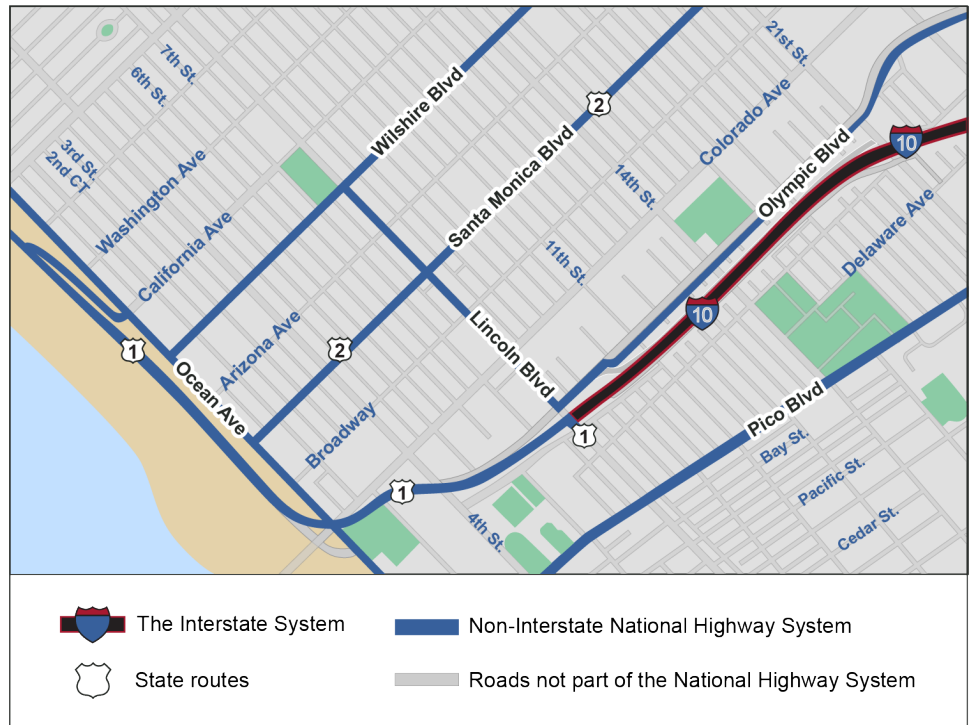 7th St.
6th St.
21st St.
Wilshire Blvd
2
Colorado Ave
3rd St.
2nd CT
Washington Ave
Santa Monica Blvd
14th St.
Olympic Blvd
10
California Ave
11th St.
Delaware Ave
10
1
Arizona Ave
2
Lincoln Blvd
Ocean Ave
Broadway
1
Pico Blvd
Bay St.
1
4th St.
Pacific St.
Cedar St.
The Interstate System
Non-Interstate National Highway System
State routes
Roads not part of the National Highway System